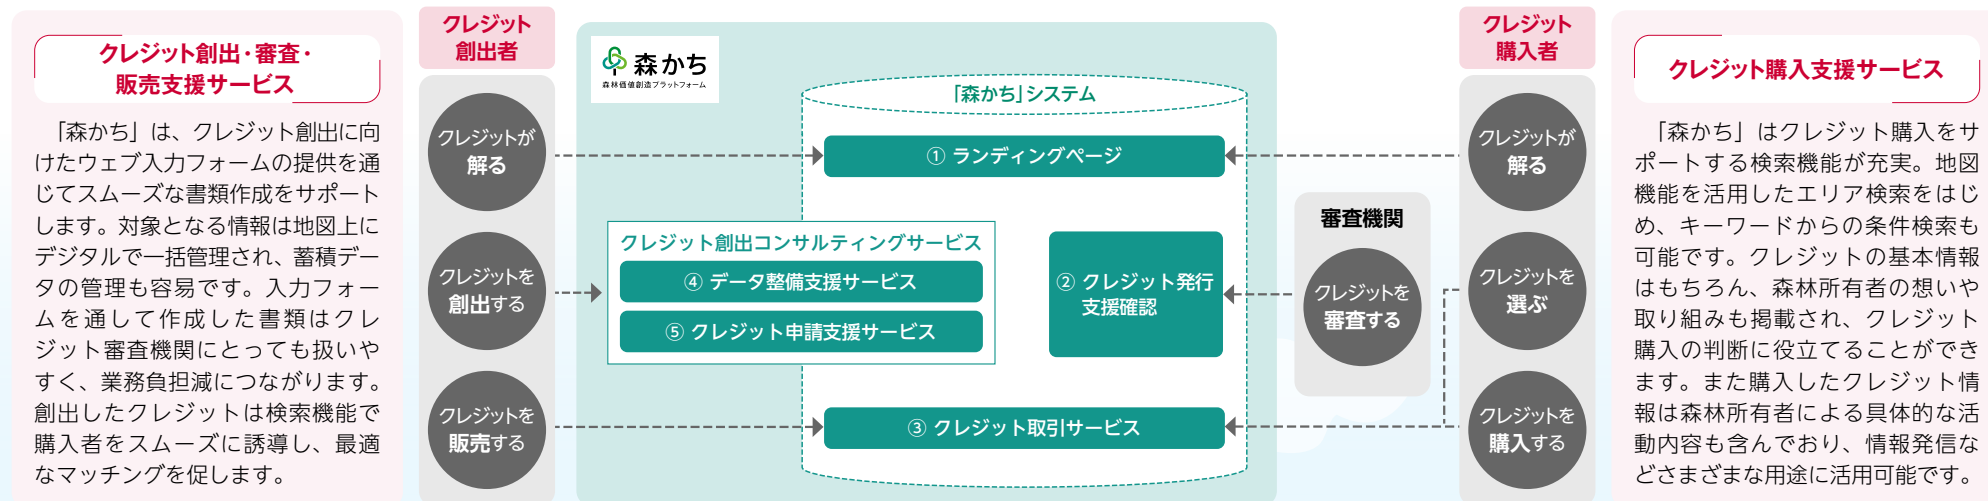 クレジット創出・審査・
販売支援サービス
「森かち」は、クレジット創出に向
けたウェブ入力フォームの提供を通
じてスムーズな書類作成をサポート
します。対象となる情報は地図上に
デジタルで一括管理され、蓄積デー
タの管理も容易です。入力フォー
ムを通して作成した書類はクレ
ジット審査機関にとっても扱いや
すく、業務負担減につながります。
創出したクレジットは検索機能で
購入者をスムーズに誘導し、最適
なマッチングを促します。
クレジット
創出者
クレジットが
解る
クレジットを
創出する
クレジットを
販売する
森かち
森林価値創造プラットフォーム
「森かち」システム
① ランディングページ
クレジット創出コンサルティングサービス
④ データ整備支援サービス
⑤ クレジット申請支援サービス
② クレジット発行
支援確認
③ クレジット取引サービス
審査機関
クレジットを
審査する
クレジット
購入者
クレジットが
解る
クレジットを
選ぶ
クレジットを
購入する
クレジット購入支援サービス
「森かち」はクレジット購入をサ
ポートする検索機能が充実。地図
機能を活用したエリア検索をはじ
め、キーワードからの条件検索も
可能です。クレジットの基本情報
はもちろん、森林所有者の想いや
取り組みも掲載され、クレジット
購入の判断に役立てることができ
ます。また購入したクレジット情
報は森林所有者による具体的な活
動内容も含んでおり、情報発信な
どさまざまな用途に活用可能です。